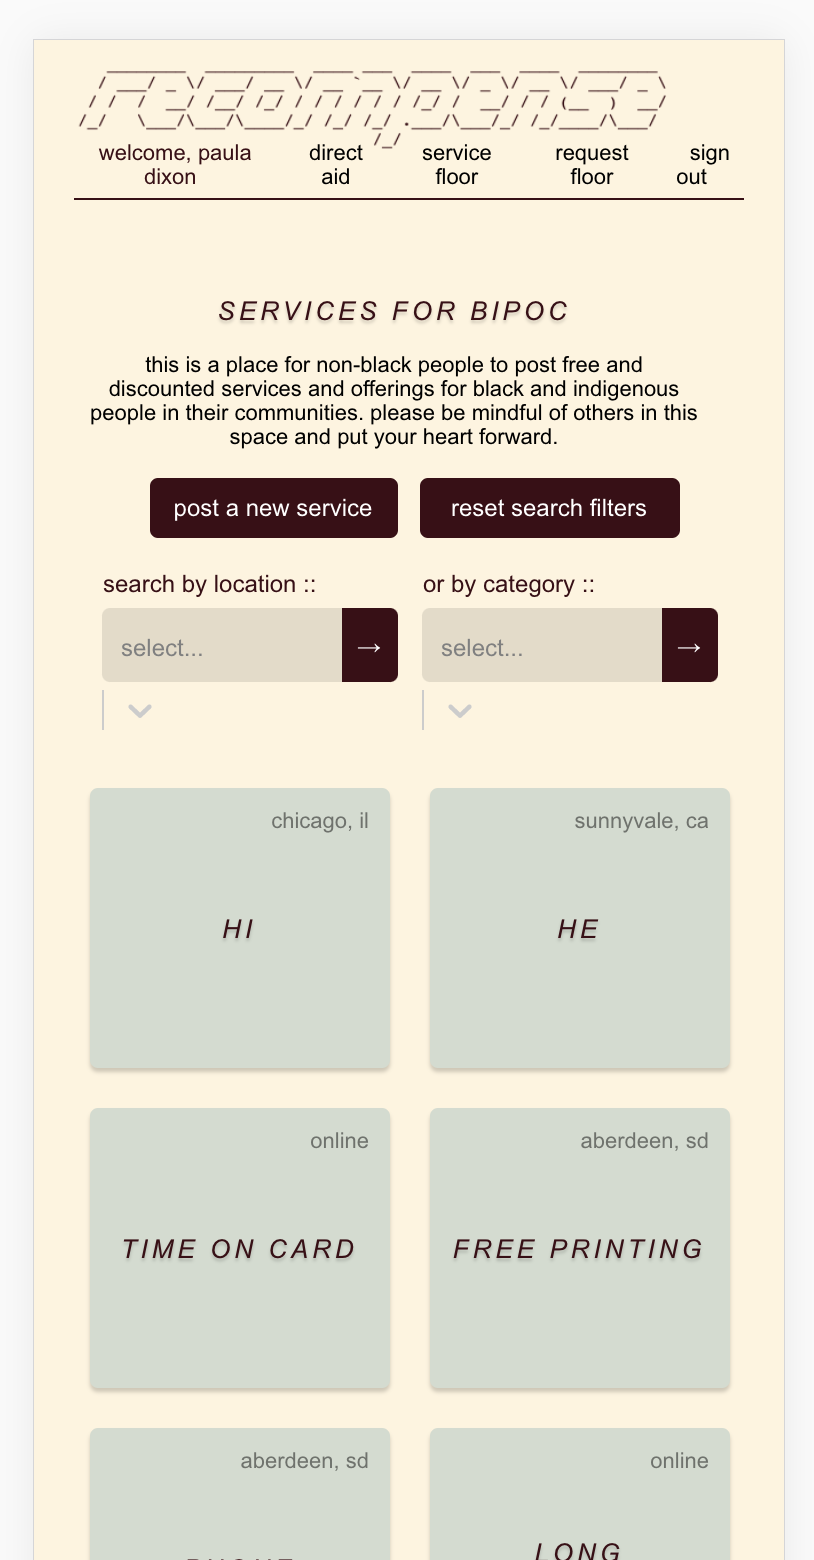 recompense
welcome, paula dixon
direct aid
service floor
request floor
sign out
SERVICES FOR BIPOC
this is a place for non-black people to post free and
discounted services and offerings for black and indigenous
people in their communities. please be mindful of others in this
space and put your heart forward.
post a new service
reset search filters
search by location ::
or by category ::
select... →
select... →
chicago, il
HI
sunnyvale, ca
HE
online
TIME ON CARD
aberdeen, sd
FREE PRINTING
aberdeen, sd
online
LONG